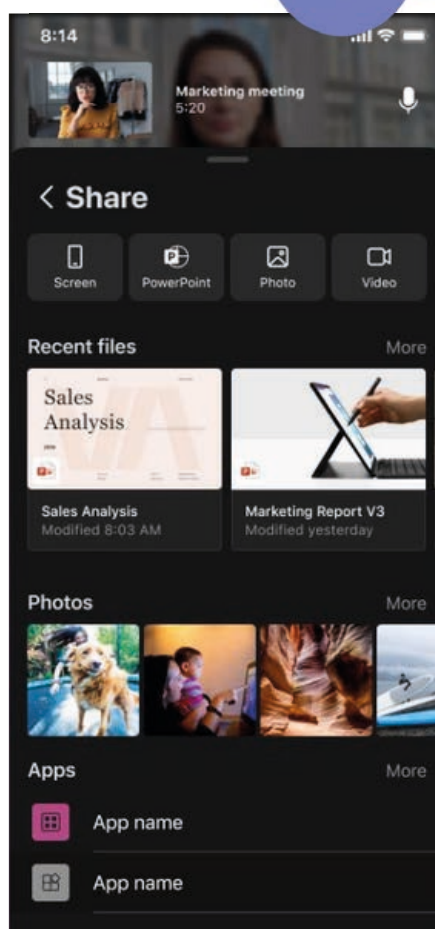 8:14
Marketing meeting
5:20
Share
Screen
PowerPoint
Photo
Video
Recent files
More
Sales
Analysis
Sales Analysis
Modified 8:03 AM
Marketing Report V3
Modified yesterday
Photos
More
Apps
More
App name
App name